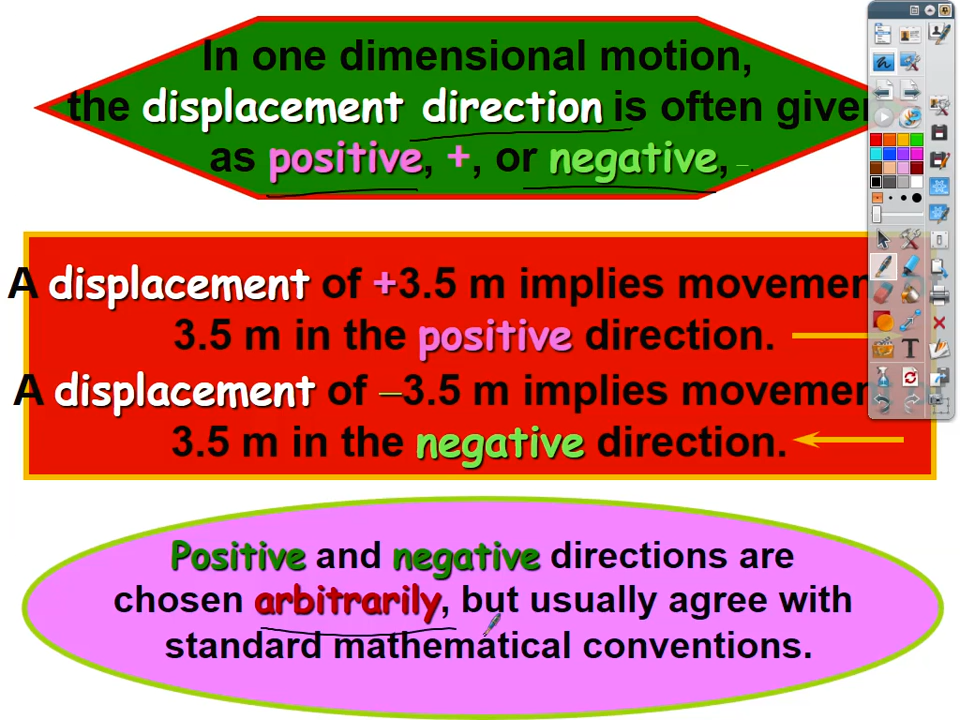 In one dimensional motion,
the displacement direction is often given
as positive, +, or negative, –.
A displacement of +3.5 m implies movemen
3.5 m in the positive direction.
A displacement of –3.5 m implies movemen
3.5 m in the negative direction.
Positive and negative directions are
chosen arbitrarily, but usually agree with
standard mathematical conventions.
T